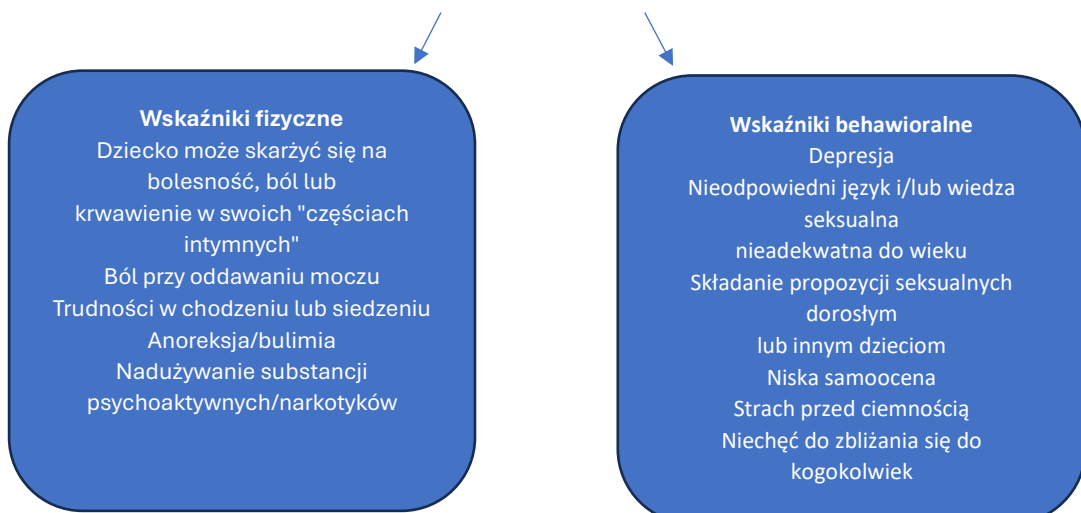 Wskaźniki fizyczne
Dziecko może skarżyć się na
bolesność, ból lub
krwawienie w swoich "częściach
intymnych"
Ból przy oddawaniu moczu
Trudności w chodzeniu lub siedzeniu
Anoreksja/bulimia
Nadużywanie substancji
psychoaktywnych/narkotyków
Wskaźniki behawioralne
Depresja
Nieodpowiedni język i/lub wiedza
seksualna
nieadekwatna do wieku
Składanie propozycji seksualnych
dorosłym
lub innym dzieciom
Niska samoocena
Strach przed ciemnością
Niechęć do zbliżania się do
kogokolwiek